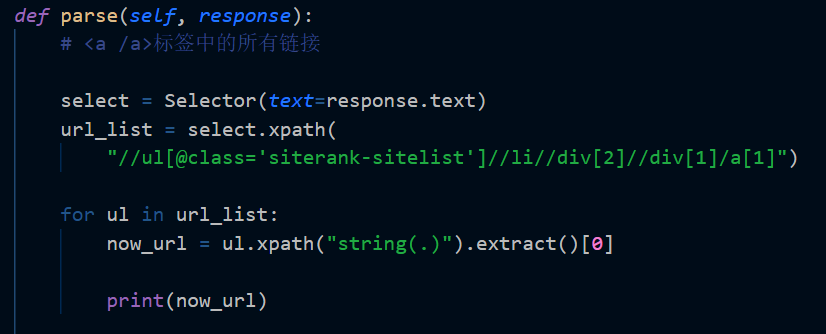 def parse(self, response):
# <a /a>标签中的所有链接
select = Selector(text=response.text)
url_list = select.xpath(
"//ul[@class='siterank-sitelist']//li//div[2]//div[1]/a[1]")
for ul in url_list:
now_url = ul.xpath("string(.)").extract()[0]
print(now_url)